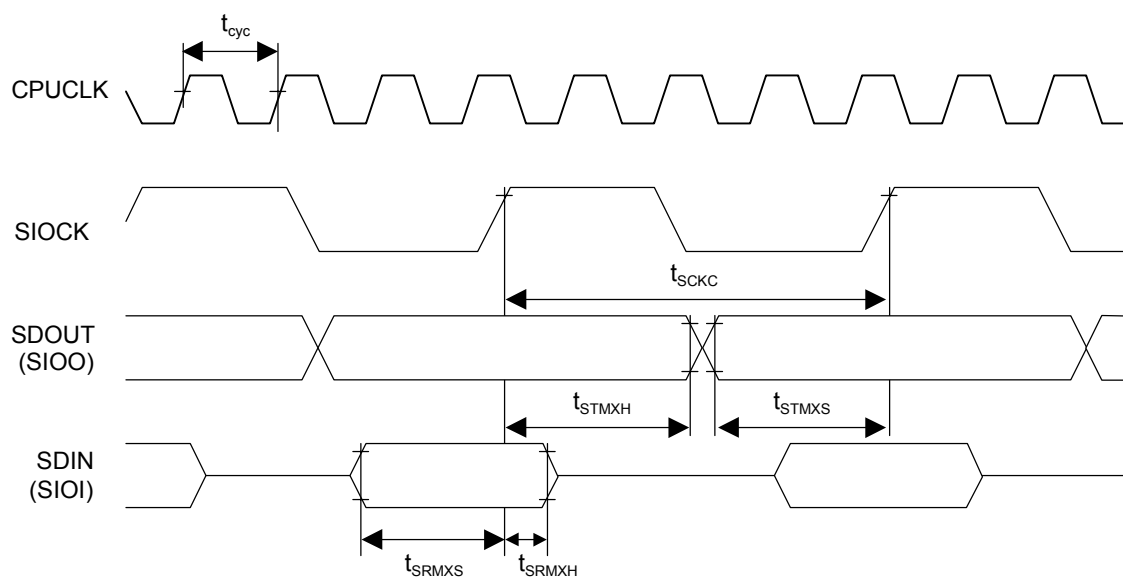 tcyc
CPUCLK
SIOCK
tSCKC
SDOUT
(SIOO)
tSTMXH tSTMXS
SDIN
(SIOI)
tSRMXS tSRMXH